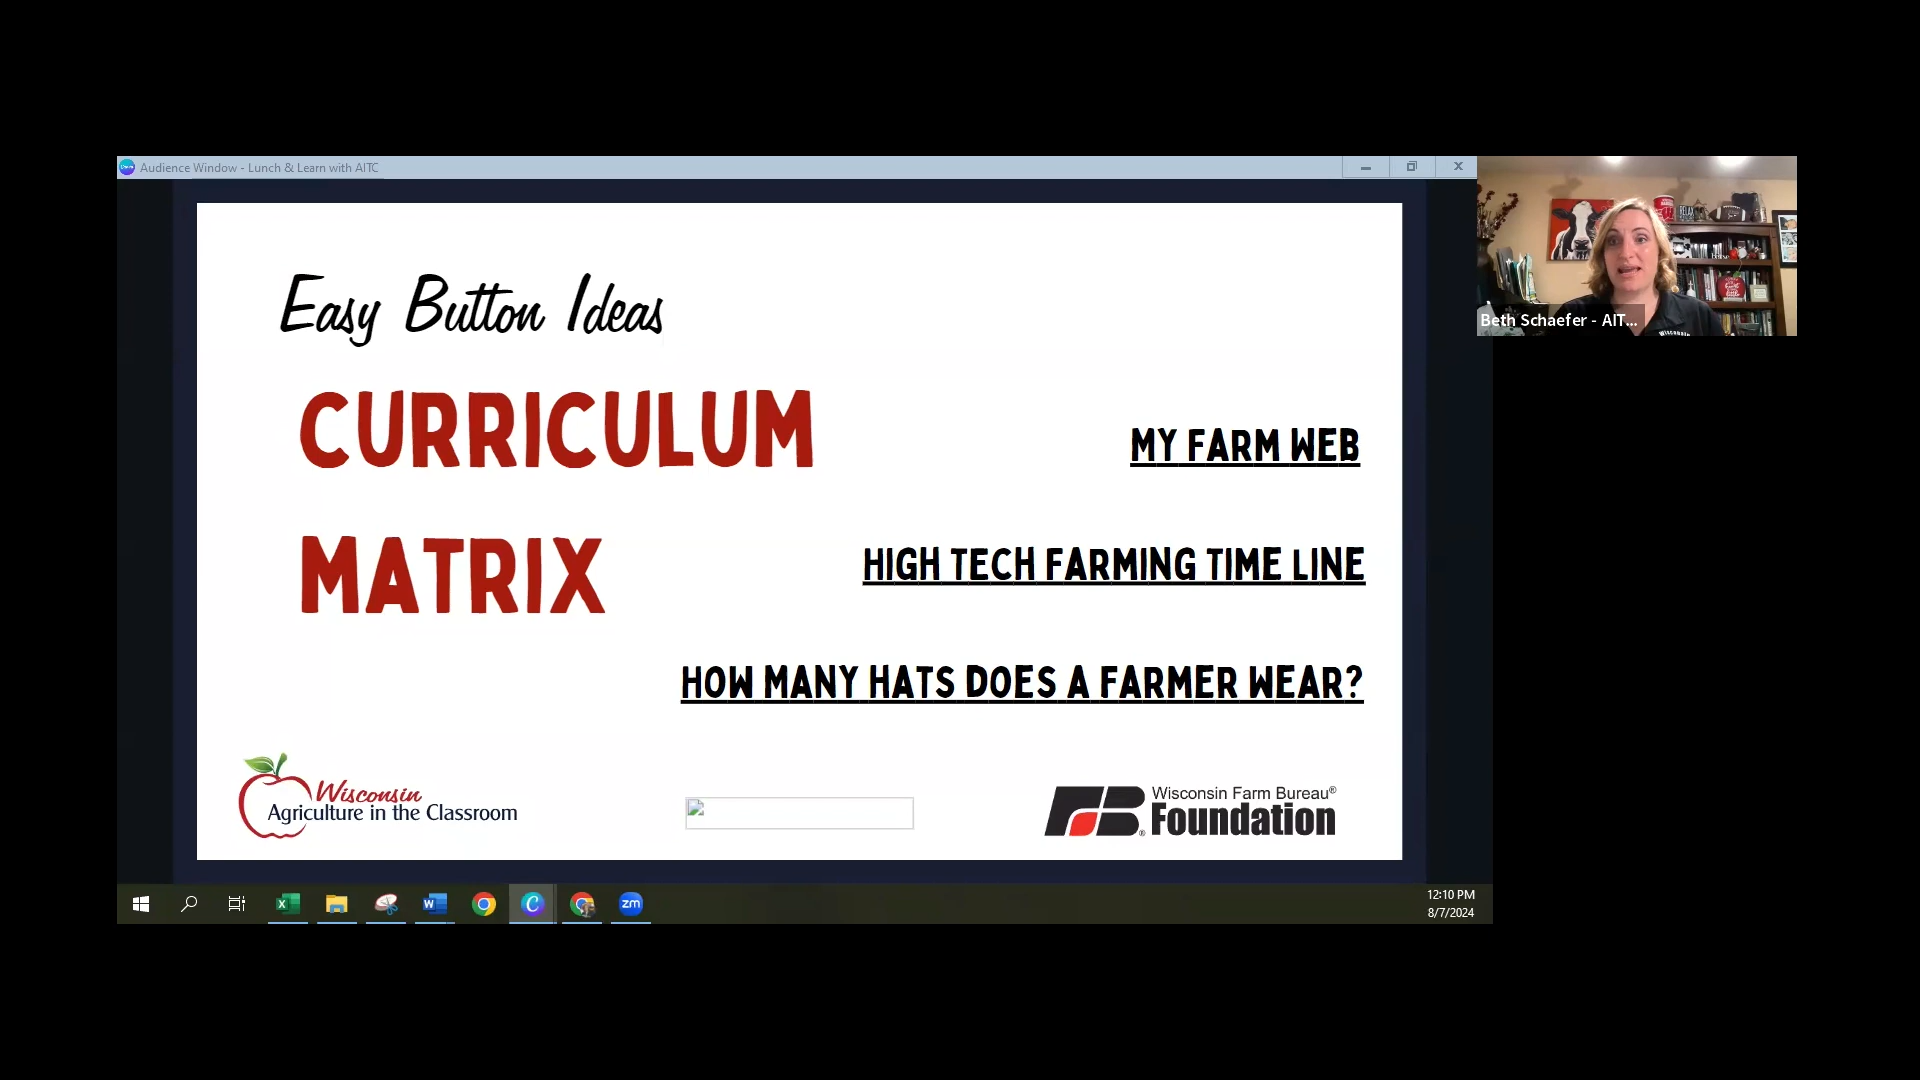 Audience Window - Lunch & Learn with AITC
Easy Button Ideas
CURRICULUM
MATRIX
MY FARM WEB
HIGH TECH FARMING TIME LINE
HOW MANY HATS DOES A FARMER WEAR?
Wisconsin
Agriculture in the Classroom
Wisconsin Farm Bureau®
Foundation
Beth Schaefer - AIT...
Wisconsin
zm
12:10 PM
8/7/2024